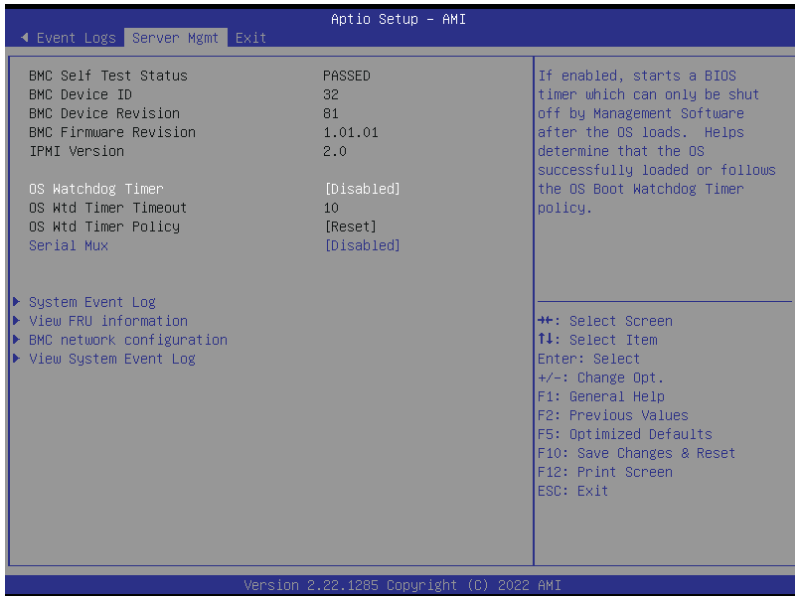 Aptio Setup – AMI
Event Logs Server Mgmt Exit
BMC Self Test Status PASSED
BMC Device ID 32
BMC Device Revision 81
BMC Firmware Revision 1.01.01
IPMI Version 2.0
OS Watchdog Timer [Disabled]
OS Wtd Timer Timeout 10
OS Wtd Timer Policy [Reset]
Serial Mux [Disabled]
System Event Log
View FRU information
BMC network configuration
View System Event Log
If enabled, starts a BIOS
timer which can only be shut
off by Management Software
after the OS loads. Helps
determine that the OS
successfully loaded or follows
the OS Boot Watchdog Timer
policy.
→←: Select Screen
↑↓: Select Item
Enter: Select
+/-: Change Opt.
F1: General Help
F2: Previous Values
F5: Optimized Defaults
F10: Save Changes & Reset
F12: Print Screen
ESC: Exit
Version 2.22.1285 Copyright (C) 2022 AMI